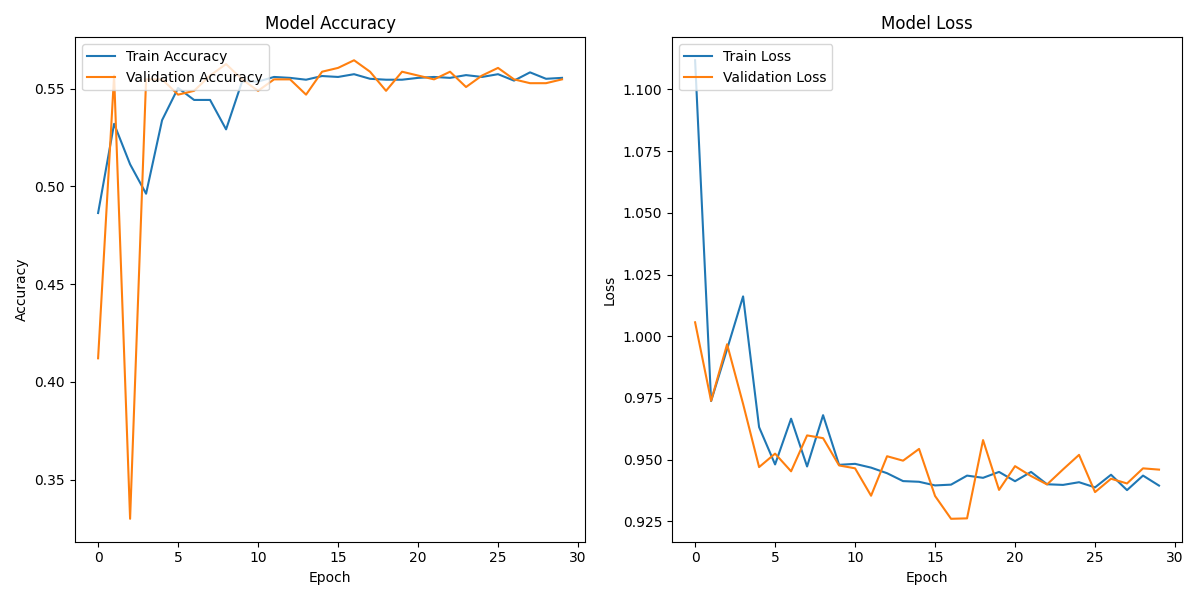 Model Accuracy
Train Accuracy
Validation Accuracy
0.55
0.50
0.45
0.40
0.35
Accuracy
0 5 10 15 20 25 30
Epoch
Model Loss
Train Loss
Validation Loss
1.100
1.075
1.050
1.025
1.000
0.975
0.950
0.925
Loss
0 5 10 15 20 25 30
Epoch